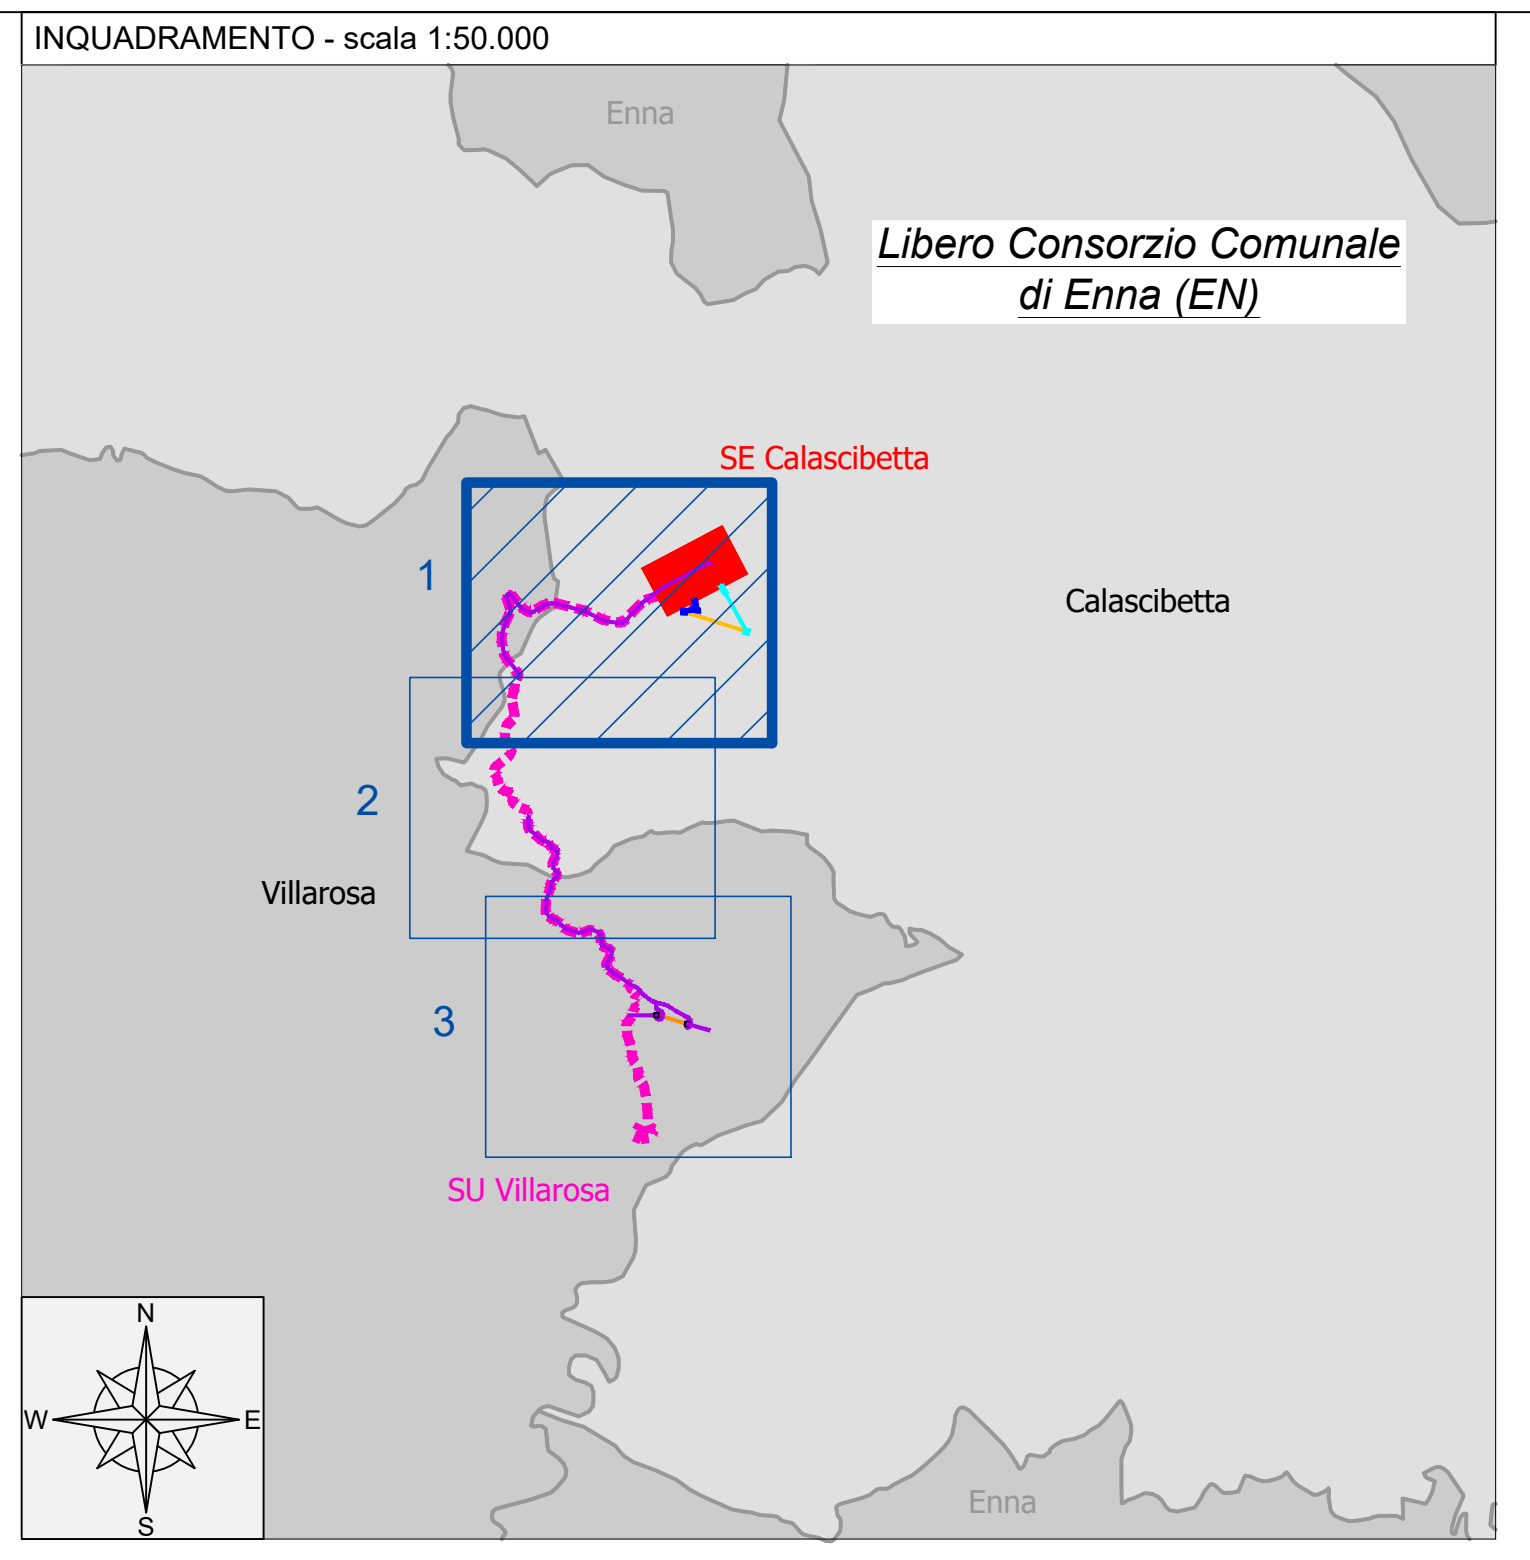 INQUADRAMENTO - scala 1:50.000
Enna
Libero Consorzio Comunale
di Enna (EN)
SE Calascibetta
1
Calascibetta
2
Villarosa
3
SU Villarosa
N
W
E
S
Enna